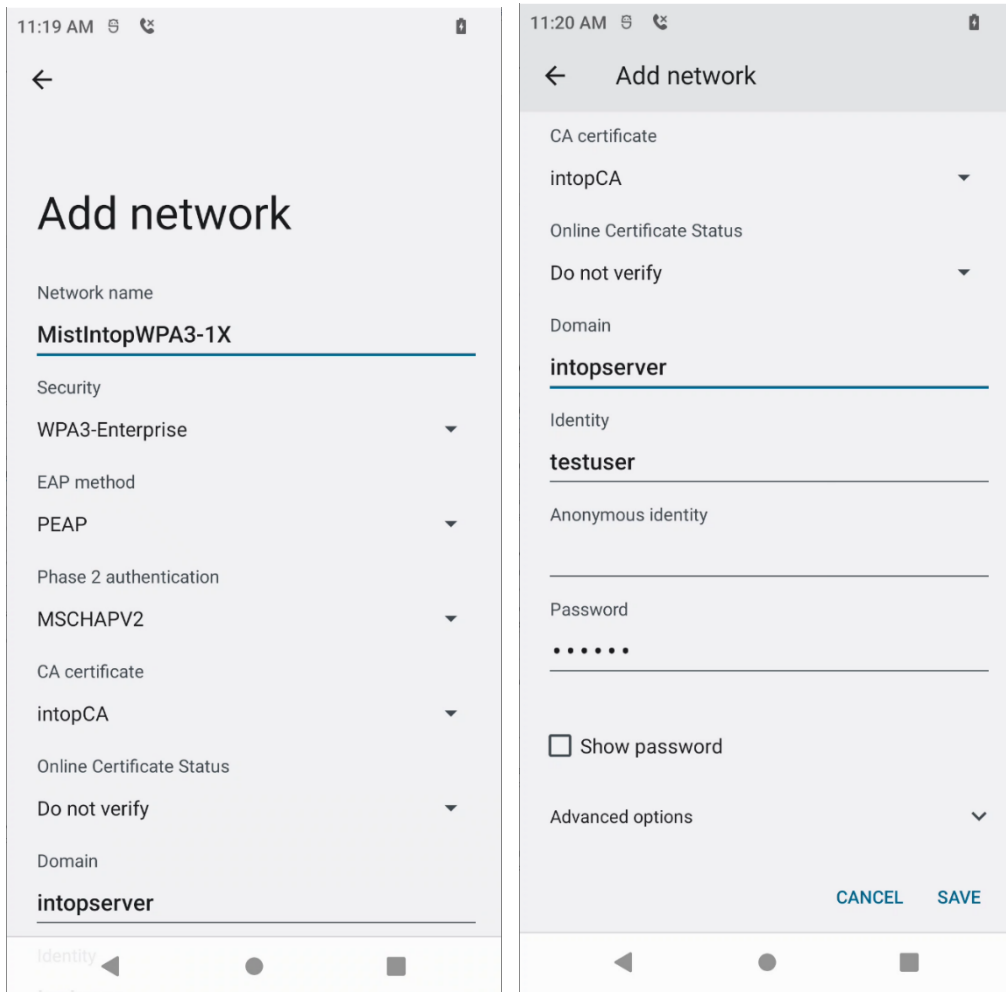 11:19 AM
Add network
Network name
MistIntopWPA3-1X
Security
WPA3-Enterprise
EAP method
PEAP
Phase 2 authentication
MSCHAPV2
CA certificate
intopCA
Online Certificate Status
Do not verify
Domain
intopserver
Identity
11:20 AM
Add network
CA certificate
intopCA
Online Certificate Status
Do not verify
Domain
intopserver
Identity
testuser
Anonymous identity
Password
••••••
Show password
Advanced options
CANCEL SAVE